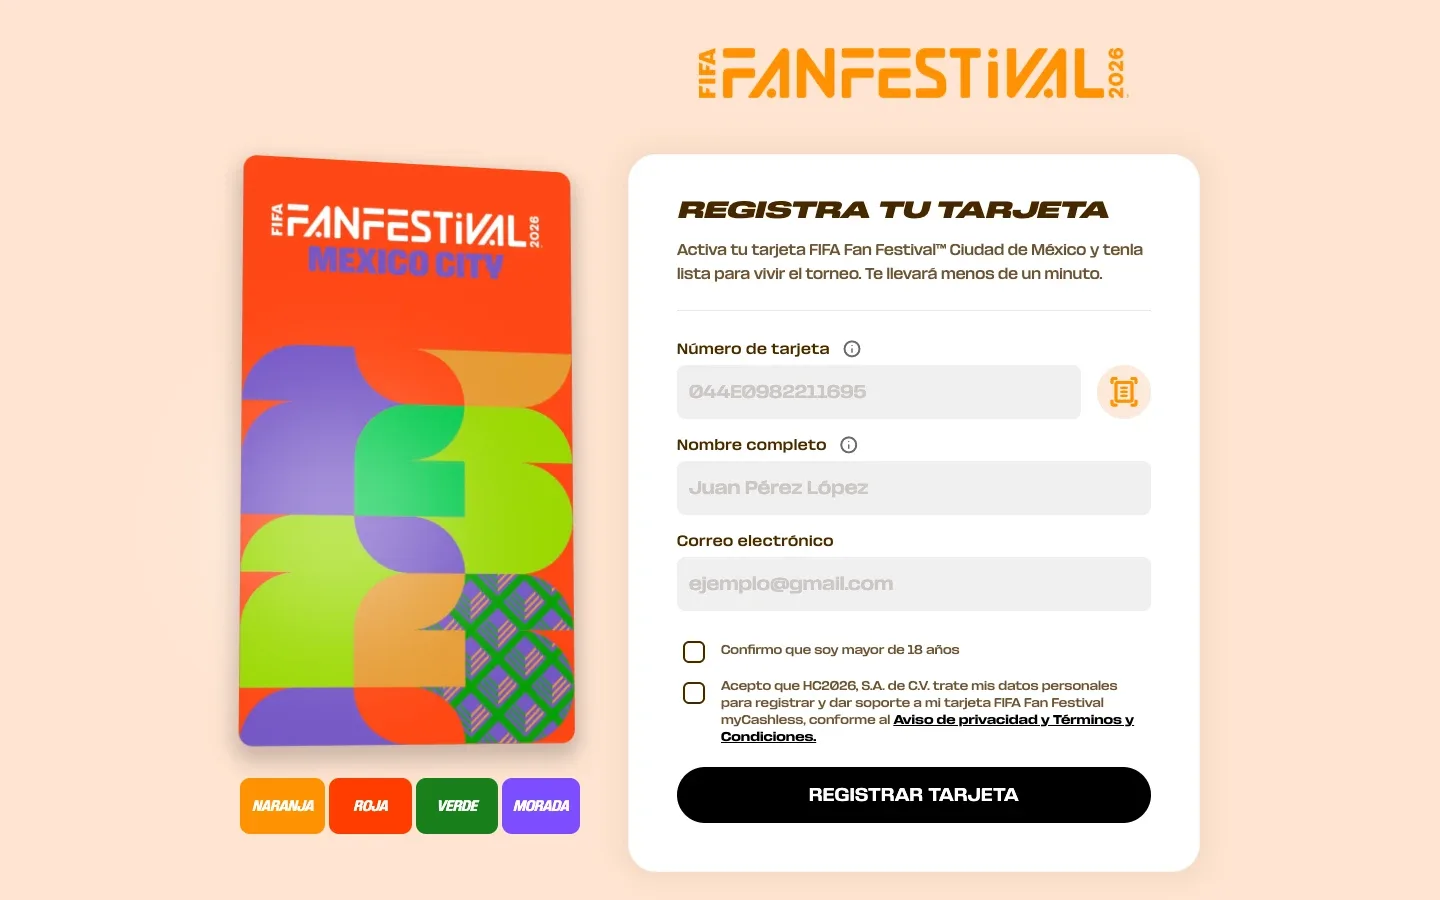 FIFA FANFESTiVAL 2026
FIFA FANFESTiVAL 2026
MEXICO CITY
NARANJA
ROJA
VERDE
MORADA
REGISTRA TU TARJETA
Activa tu tarjeta FIFA Fan Festival™ Ciudad de México y tenla
lista para vivir el torneo. Te llevará menos de un minuto.
Número de tarjeta
044E0982211695
Nombre completo
Juan Pérez López
Correo electrónico
ejemplo@gmail.com
Confirmo que soy mayor de 18 años
Acepto que HC2026, S.A. de C.V. trate mis datos personales
para registrar y dar soporte a mi tarjeta FIFA Fan Festival
myCashless, conforme al Aviso de privacidad y Términos y
Condiciones.
REGISTRAR TARJETA